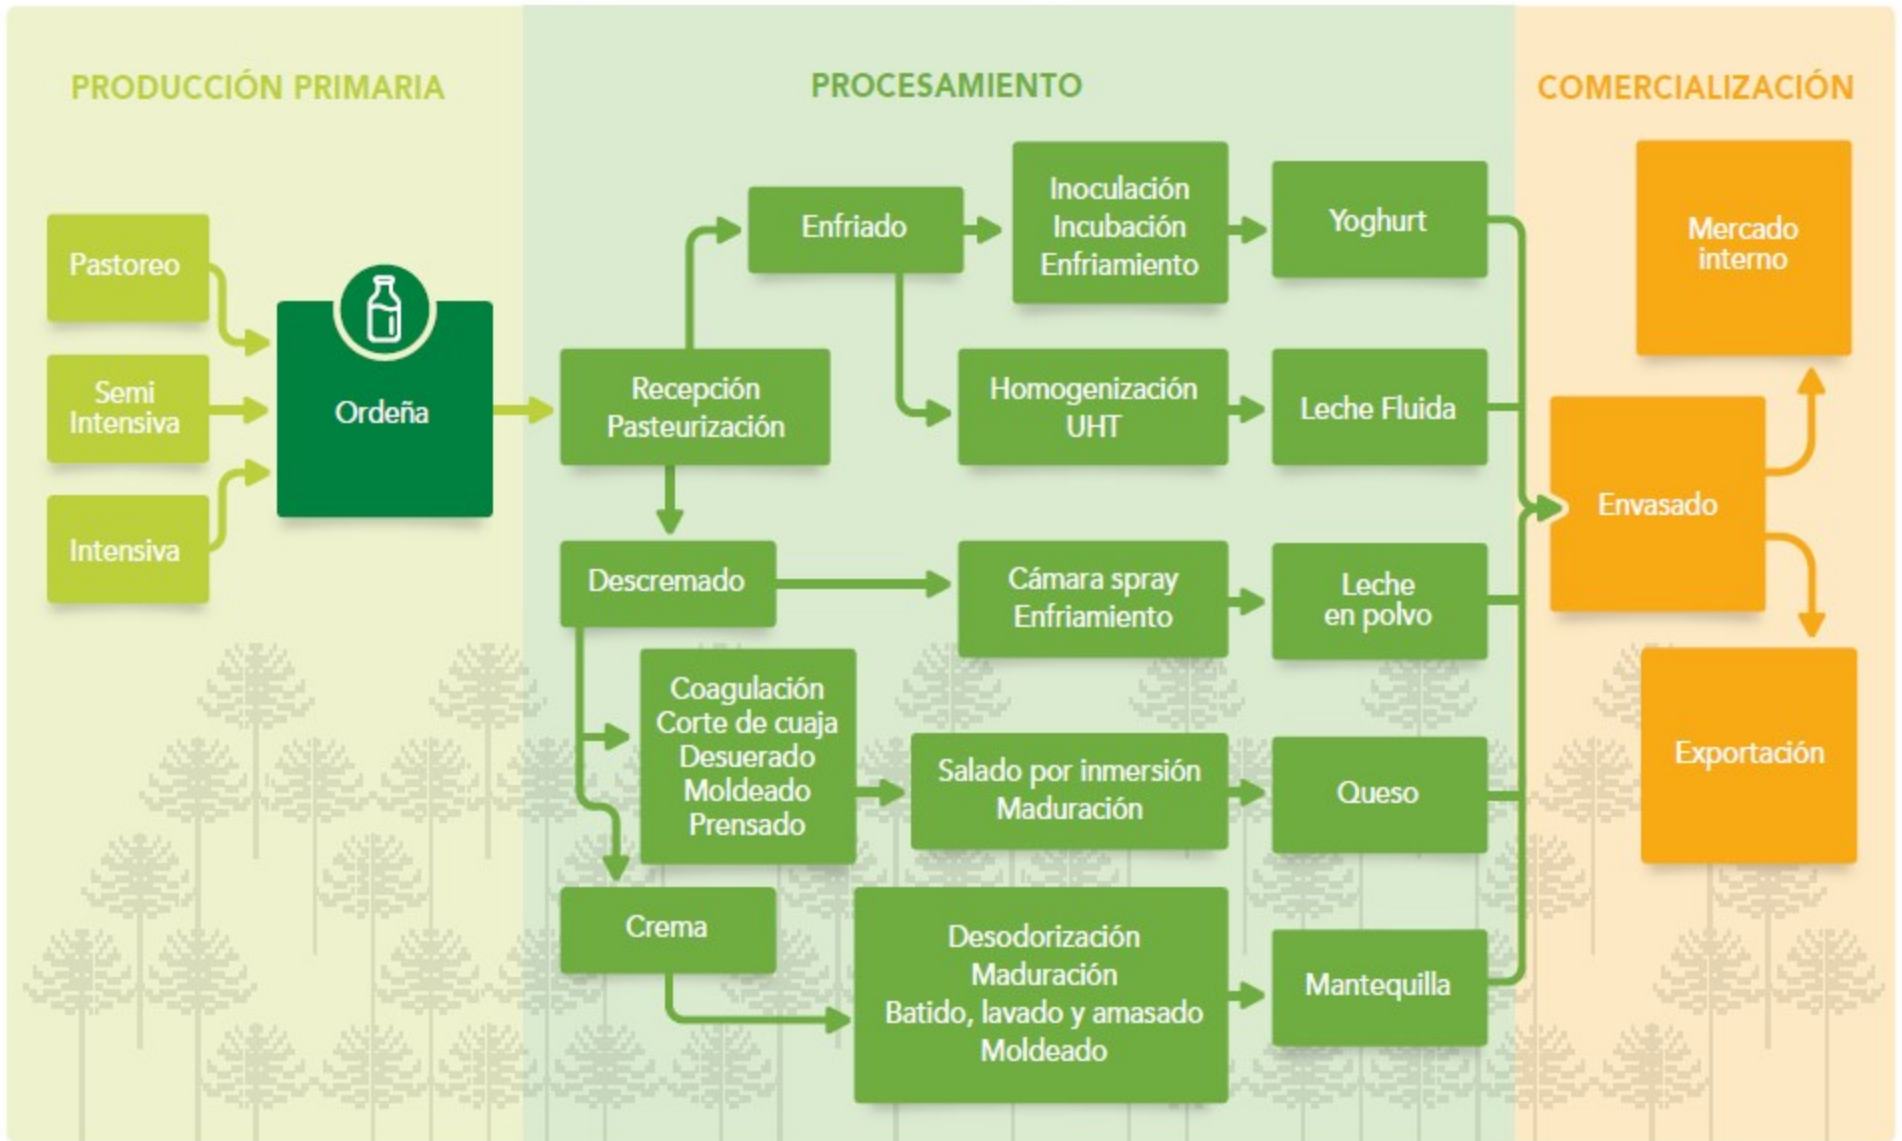 PRODUCCIÓN PRIMARIA
PROCESAMIENTO
COMERCIALIZACIÓN
Pastoreo
Semi
Intensiva
Intensiva
Ordeña
Recepción
Pasteurización
Enfriado
Inoculación
Incubación
Enfriamiento
Yoghurt
Homogenización
UHT
Leche Fluida
Descremado
Cámara spray
Enfriamiento
Leche
en polvo
Coagulación
Corte de cuaja
Desuerado
Moldeado
Prensado
Salado por inmersión
Maduración
Queso
Crema
Desodorización
Maduración
Batido, lavado y amasado
Moldeado
Mantequilla
Envasado
Mercado
interno
Exportación